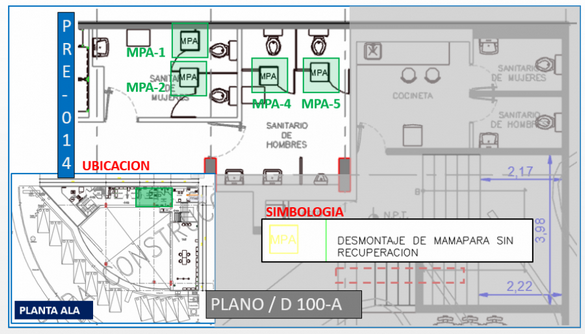 PRE-014
MPA
MPA-1
SANITARIO
DE
MUJERES
MPA
MPA-2
MPA
MPA-4
MPA
MPA-5
SANITARIO
DE
HOMBRES
COCINETA
SANITARIO
DE MUJERES
SANITARIO
DE HOMBRES
2,17
3,98
2,22
N.P.T.
UBICACION
CONSTRUCC
PLANTA ALA
SIMBOLOGIA
MPA
DESMONTAJE DE MAMAPARA SIN
RECUPERACION
PLANO / D 100-A